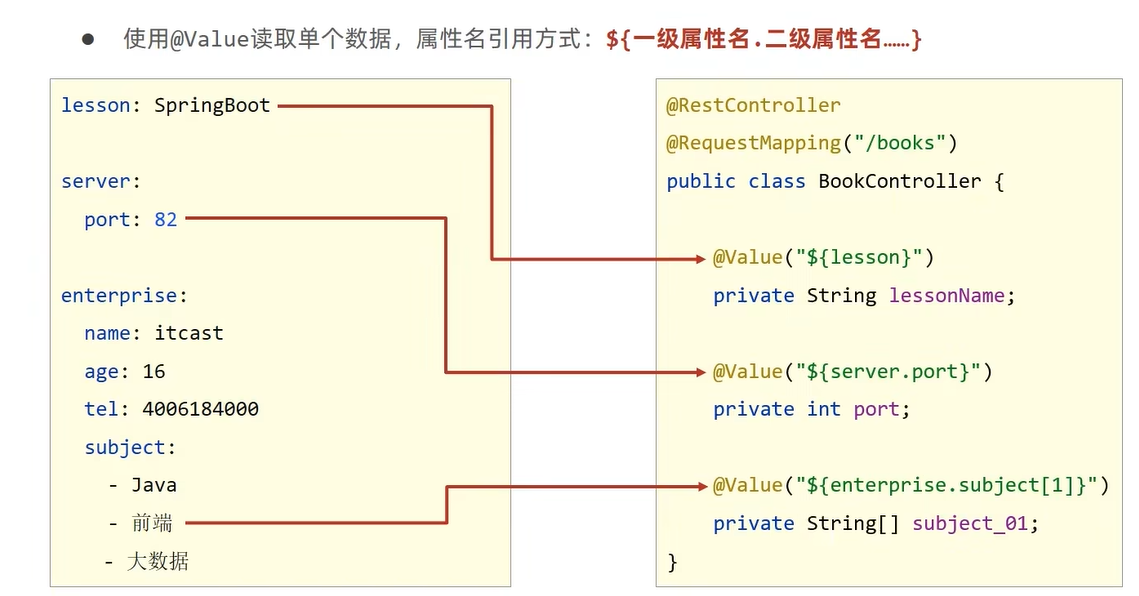 ● 使用@Value读取单个数据，属性名引用方式：${一级属性名.二级属性名……}
lesson: SpringBoot
server:
port: 82
enterprise:
name: itcast
age: 16
tel: 4006184000
subject:
- Java
- 前端
- 大数据
@RestController
@RequestMapping("/books")
public class BookController {
@Value("${lesson}")
private String lessonName;
@Value("${server.port}")
private int port;
@Value("${enterprise.subject[1]}")
private String[] subject_01;
}